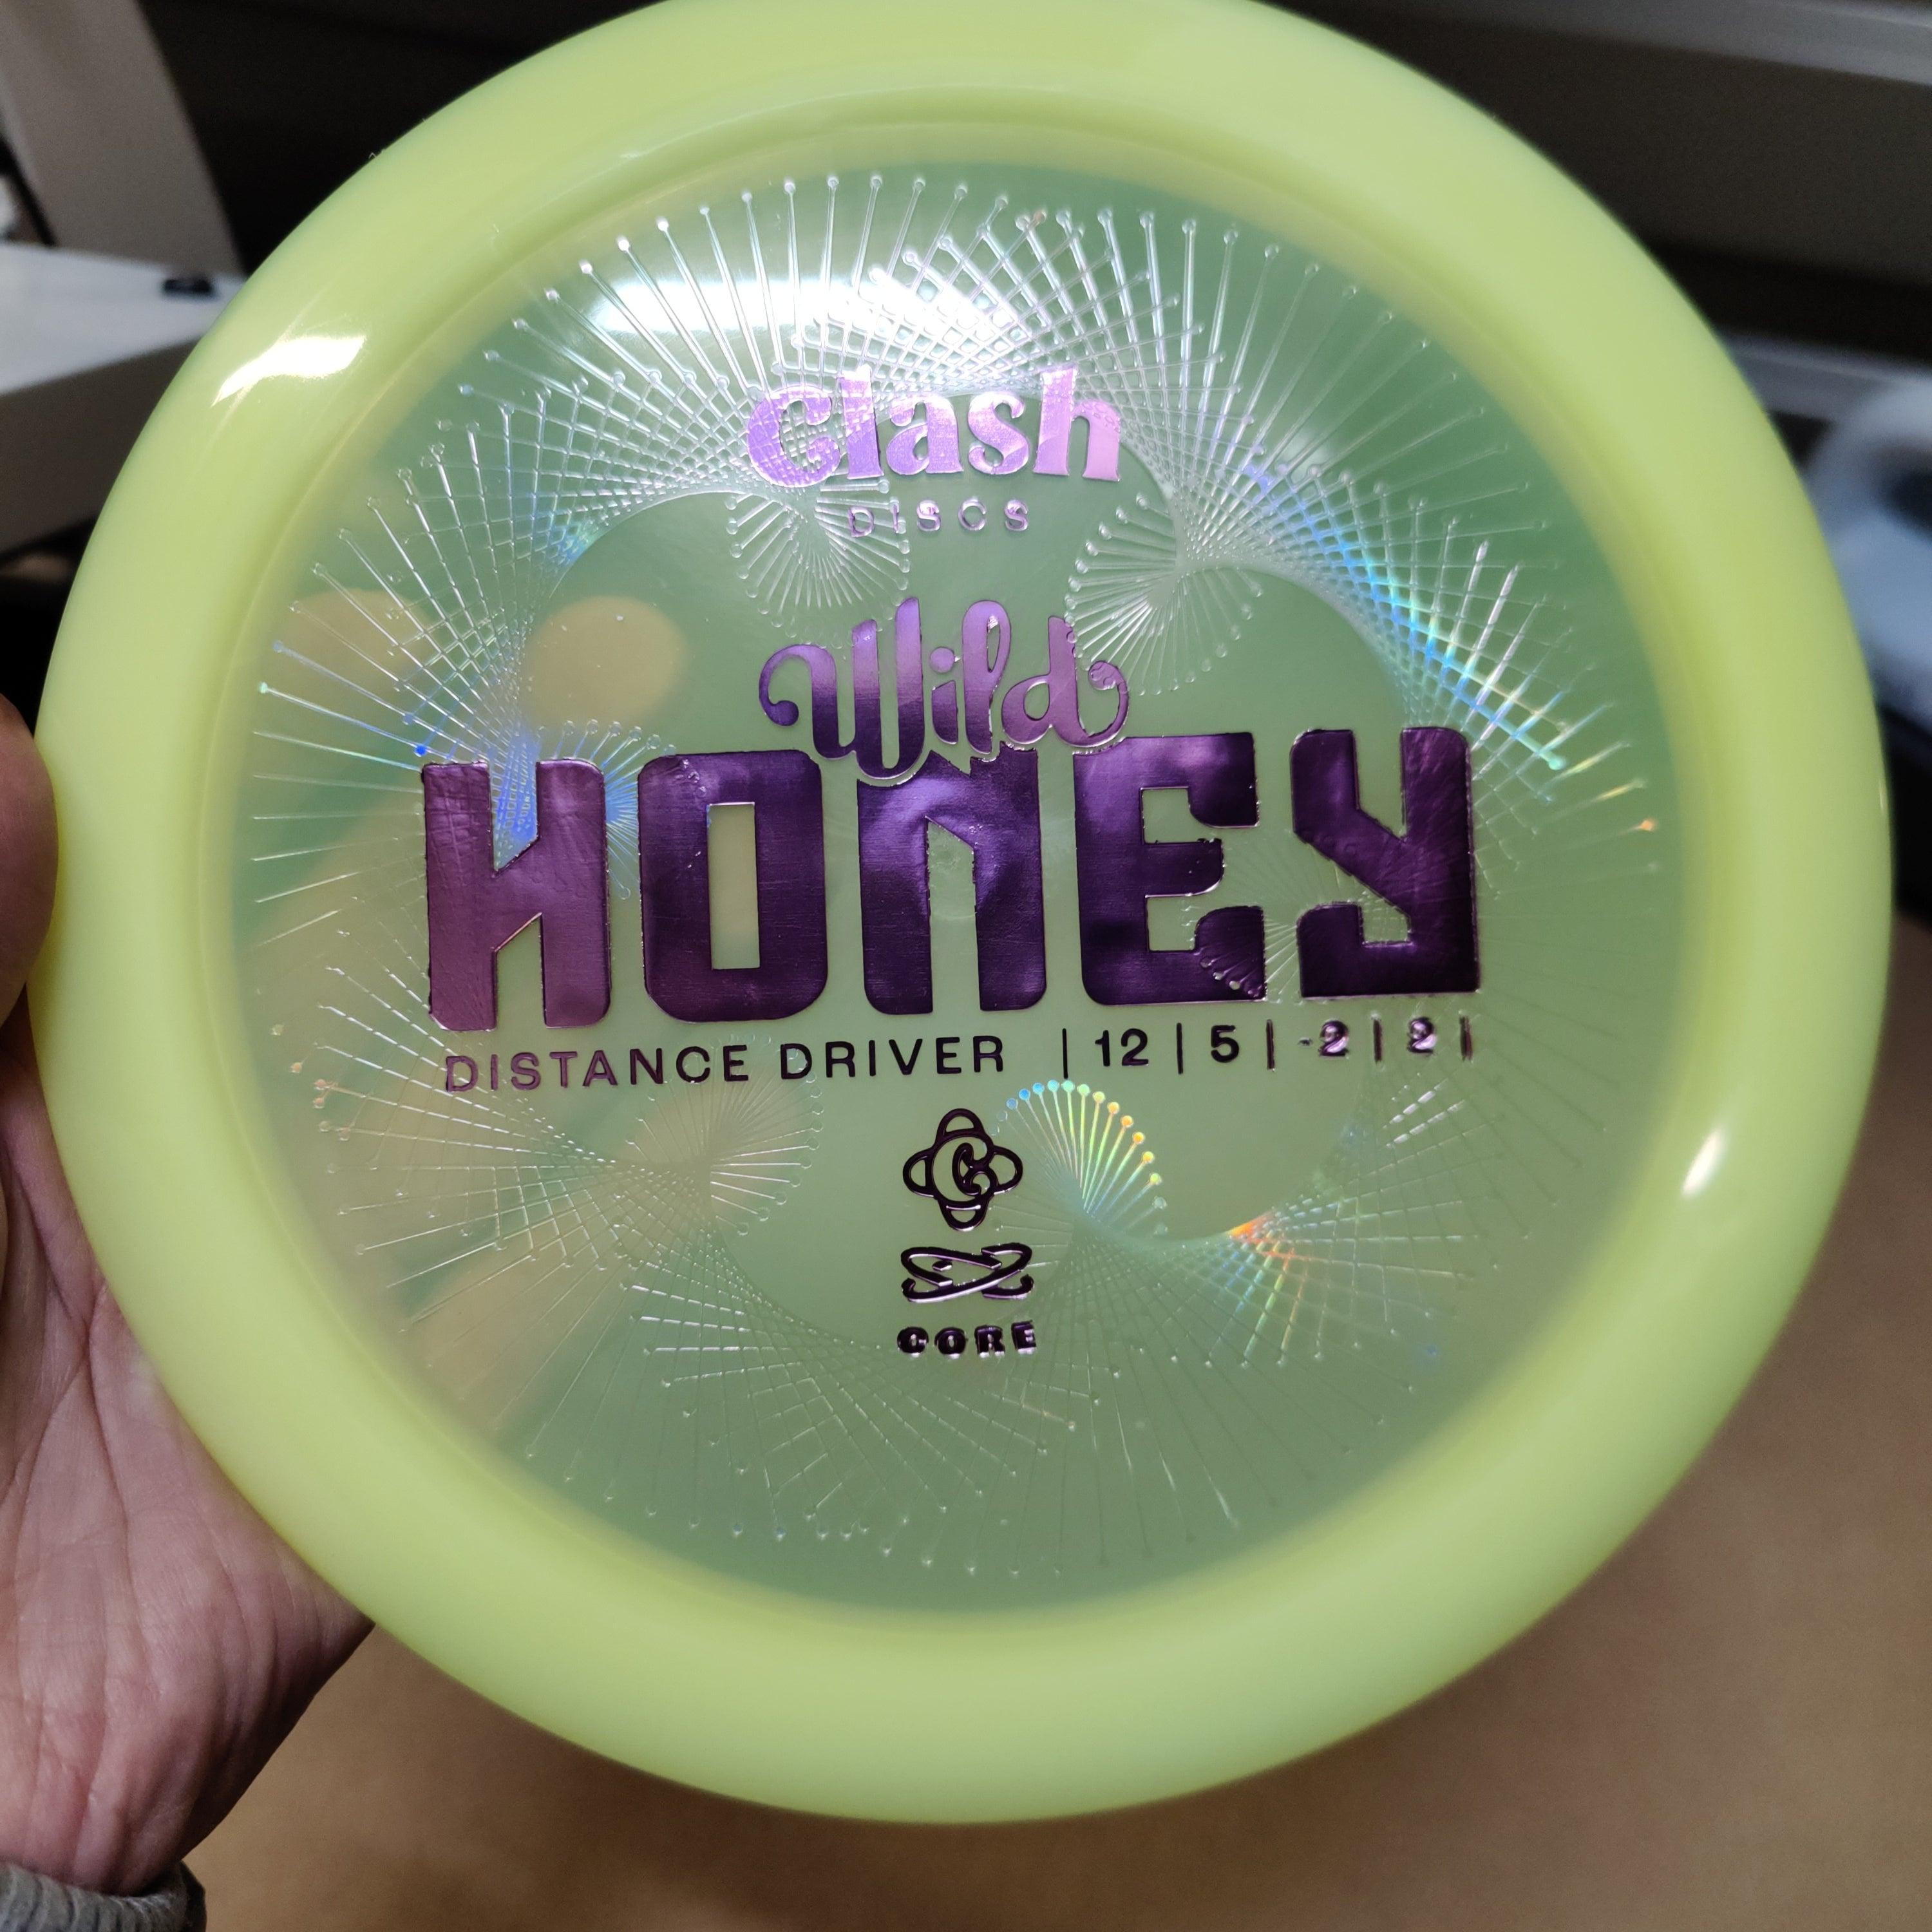 clash
DISCS
Wild
HONEY
DISTANCE DRIVER | 12 | 5 | -2 | 2 |
C
CORE